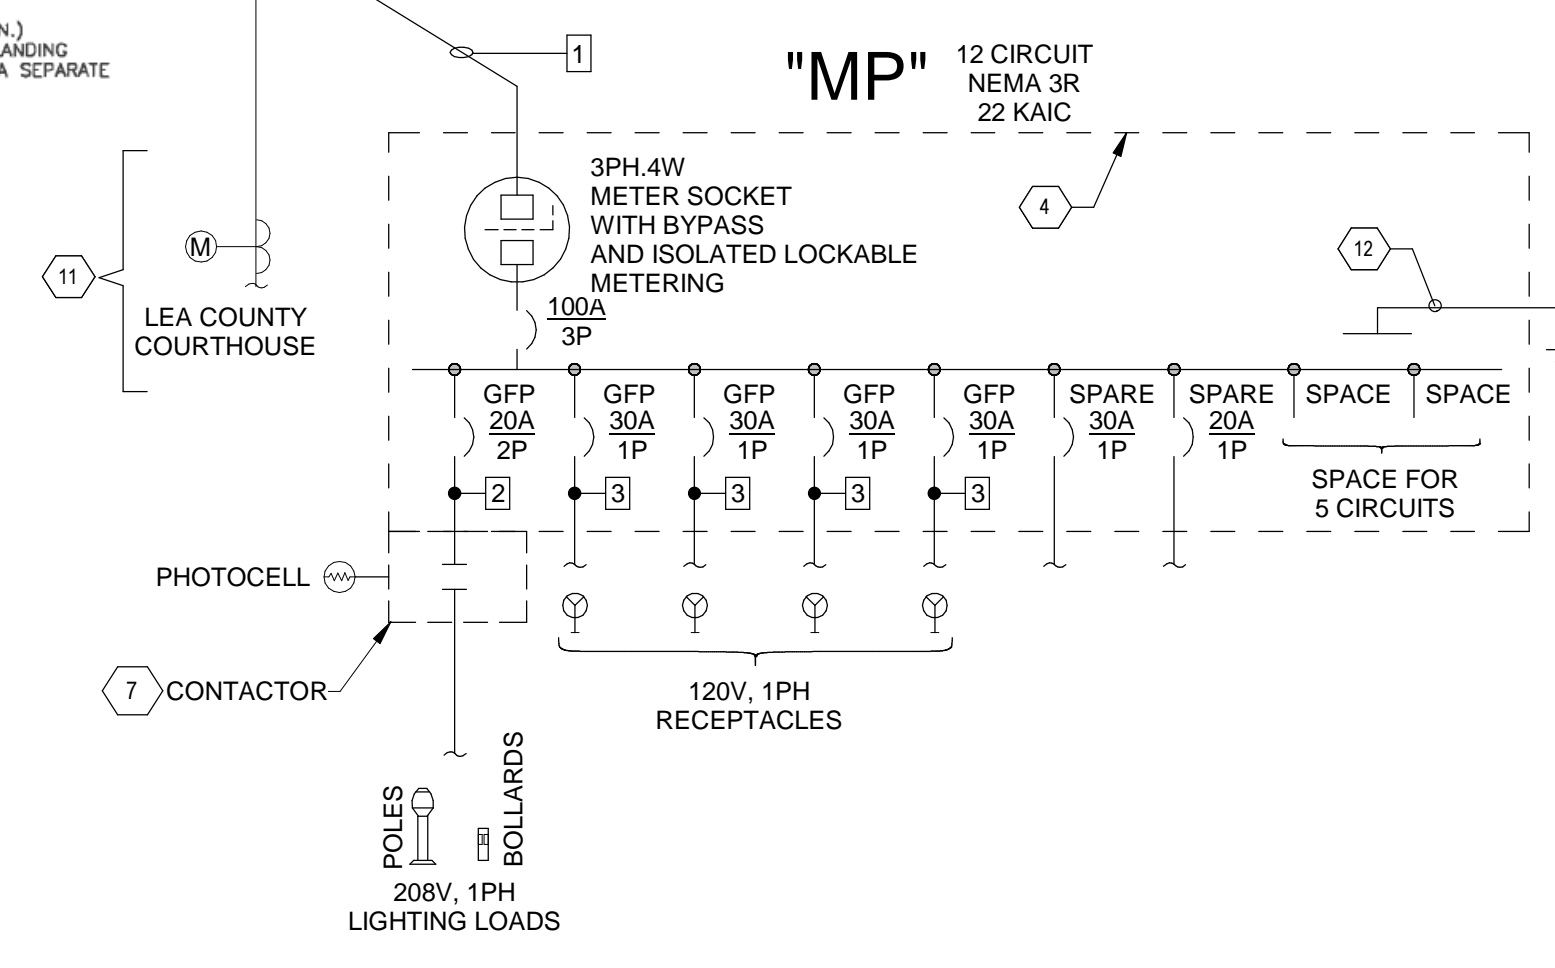 N.)
ANDING
A SEPARATE
1
"MP"
12 CIRCUIT
NEMA 3R
22 KAIC
3PH.4W
METER SOCKET
WITH BYPASS
AND ISOLATED LOCKABLE
METERING
4
12
11
M
LEA COUNTY
COURTHOUSE
100A
3P
GFP
20A
2P
GFP
30A
1P
GFP
30A
1P
GFP
30A
1P
GFP
30A
1P
SPARE
30A
1P
SPARE
20A
1P
SPACE
SPACE
SPACE FOR
5 CIRCUITS
2
3
3
3
3
PHOTOCELL
7
CONTACTOR
120V, 1PH
RECEPTACLES
POLES
BOLLARDS
208V, 1PH
LIGHTING LOADS